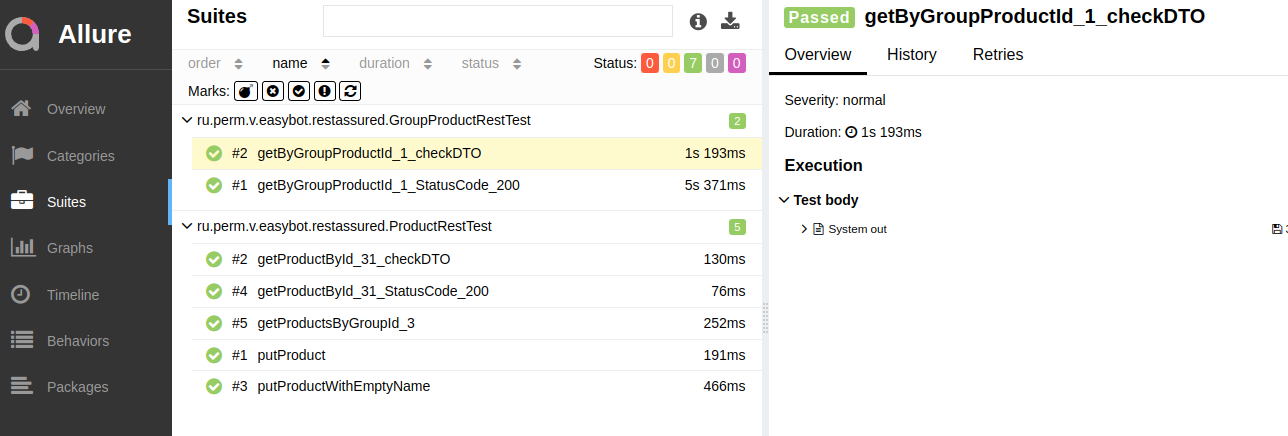 Allure
Overview
Categories
Suites
Graphs
Timeline
Behaviors
Packages
Suites
order name duration status Status: 0 0 7 0 0
Marks:
ru.perm.v.easybot.restassured.GroupProductRestTest 2
#2 getByGroupProductId_1_checkDTO 1s 193ms
#1 getByGroupProductId_1_StatusCode_200 5s 371ms
ru.perm.v.easybot.restassured.ProductRestTest 5
#2 getProductById_31_checkDTO 130ms
#4 getProductById_31_StatusCode_200 76ms
#5 getProductsByGroupId_3 252ms
#1 putProduct 191ms
#3 putProductWithEmptyName 466ms
Passed getByGroupProductId_1_checkDTO
Overview History Retries
Severity: normal
Duration: 1s 193ms
Execution
Test body
System out